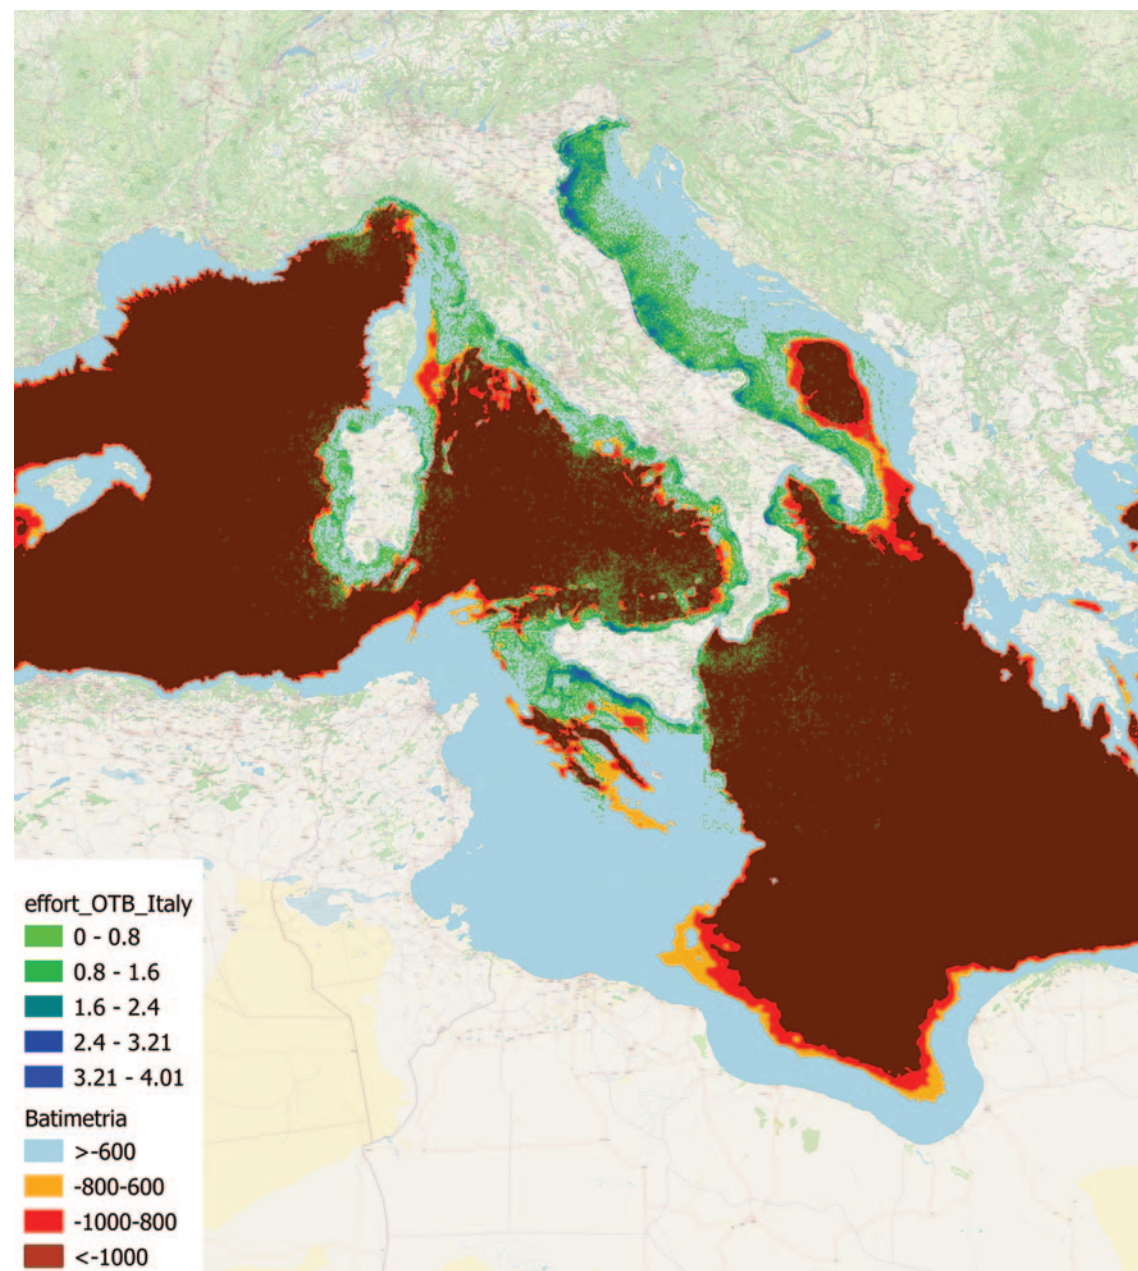 effort_OTB_Italy
0 - 0.8
0.8 - 1.6
1.6 - 2.4
2.4 - 3.21
3.21 - 4.01
Batimetria
>-600
-800-600
-1000-800
<-1000